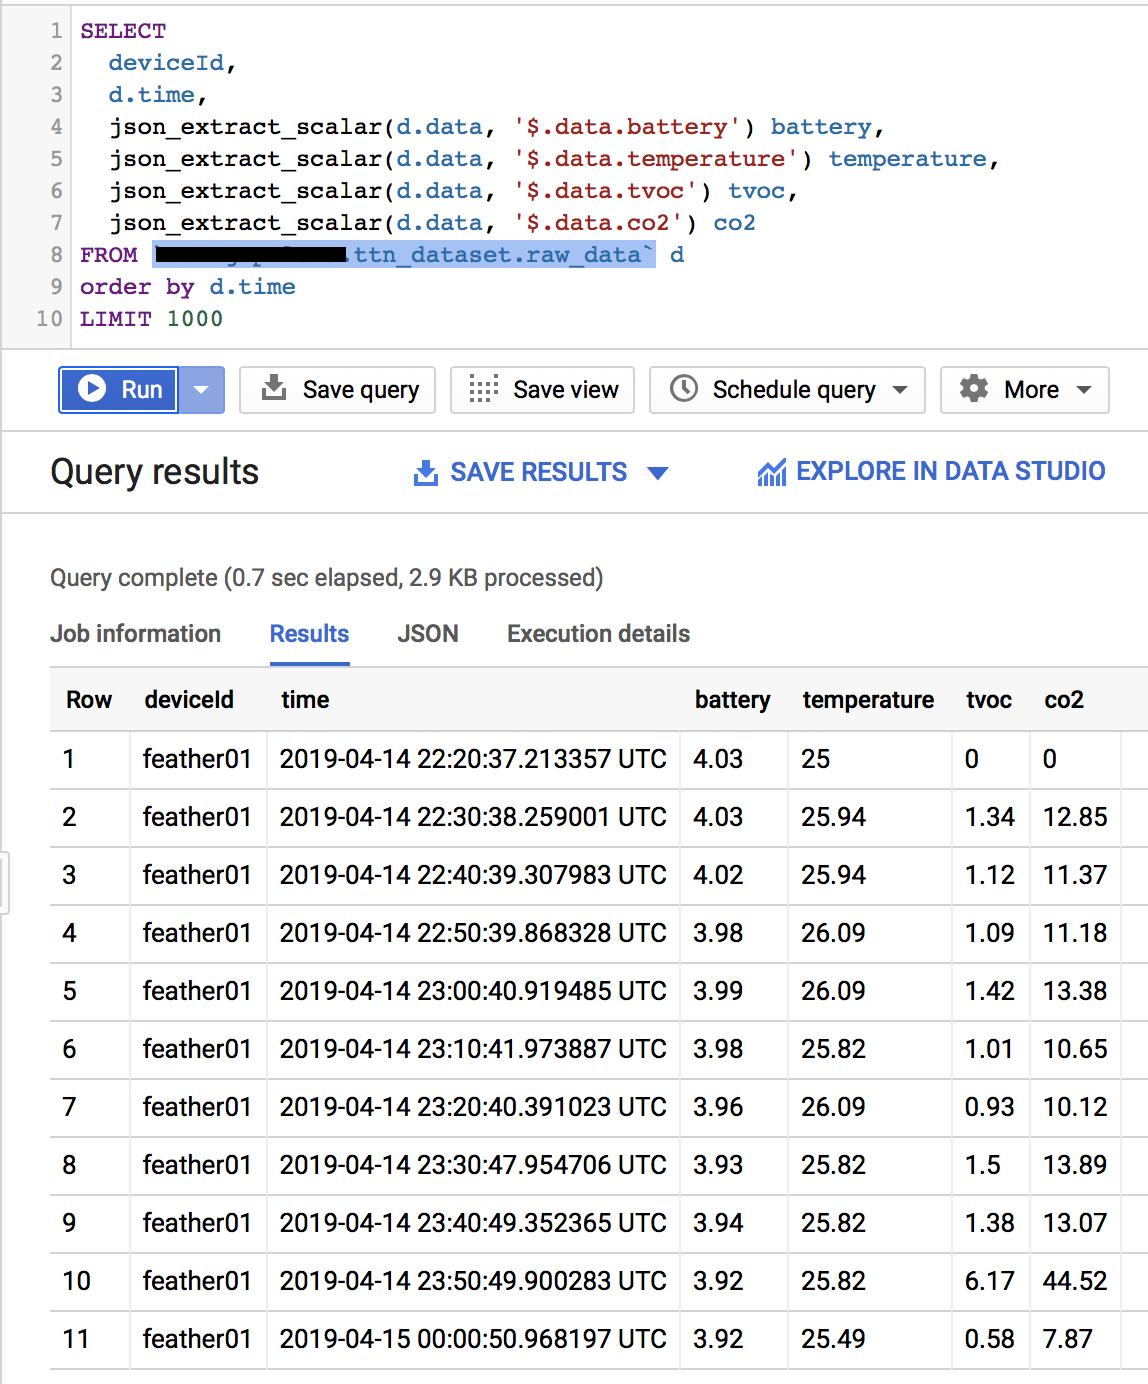 1 SELECT
2 deviceId,
3 d.time,
4 json_extract_scalar(d.data, '$.data.battery') battery,
5 json_extract_scalar(d.data, '$.data.temperature') temperature,
6 json_extract_scalar(d.data, '$.data.tvoc') tvoc,
7 json_extract_scalar(d.data, '$.data.co2') co2
8 FROM `.ttn_dataset.raw_data` d
9 order by d.time
10 LIMIT 1000
Run Save query Save view Schedule query More
Query results SAVE RESULTS EXPLORE IN DATA STUDIO
Query complete (0.7 sec elapsed, 2.9 KB processed)
Job information Results JSON Execution details
Row deviceId time battery temperature tvoc co2
1 feather01 2019-04-14 22:20:37.213357 UTC 4.03 25 0 0
2 feather01 2019-04-14 22:30:38.259001 UTC 4.03 25.94 1.34 12.85
3 feather01 2019-04-14 22:40:39.307983 UTC 4.02 25.94 1.12 11.37
4 feather01 2019-04-14 22:50:39.868328 UTC 3.98 26.09 1.09 11.18
5 feather01 2019-04-14 23:00:40.919485 UTC 3.99 26.09 1.42 13.38
6 feather01 2019-04-14 23:10:41.973887 UTC 3.98 25.82 1.01 10.65
7 feather01 2019-04-14 23:20:40.391023 UTC 3.96 26.09 0.93 10.12
8 feather01 2019-04-14 23:30:47.954706 UTC 3.93 25.82 1.5 13.89
9 feather01 2019-04-14 23:40:49.352365 UTC 3.94 25.82 1.38 13.07
10 feather01 2019-04-14 23:50:49.900283 UTC 3.92 25.82 6.17 44.52
11 feather01 2019-04-15 00:00:50.968197 UTC 3.92 25.49 0.58 7.87